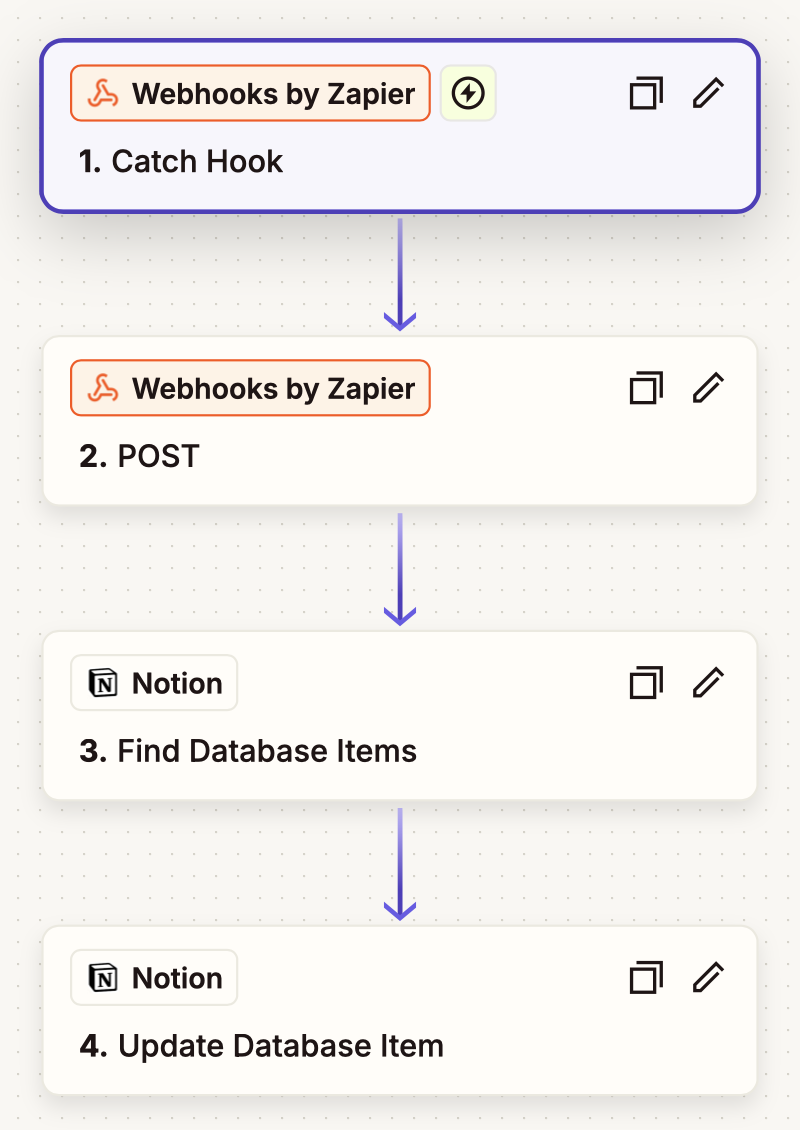 Webhooks by Zapier
1. Catch Hook
Webhooks by Zapier
2. POST
Notion
3. Find Database Items
Notion
4. Update Database Item